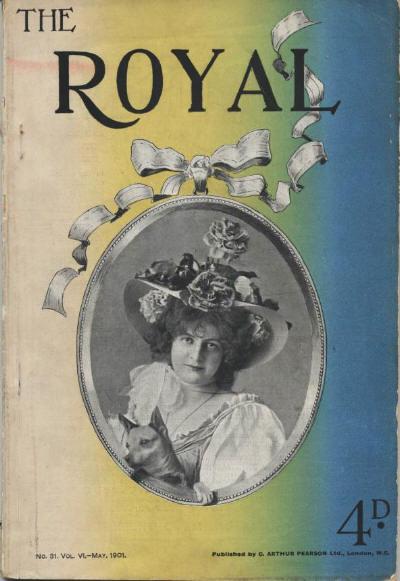 THE
ROYAL
4D.
No. 31. Vol. VI.—May, 1901.
Published by C. ARTHUR PEARSON Ltd., London, W.C.